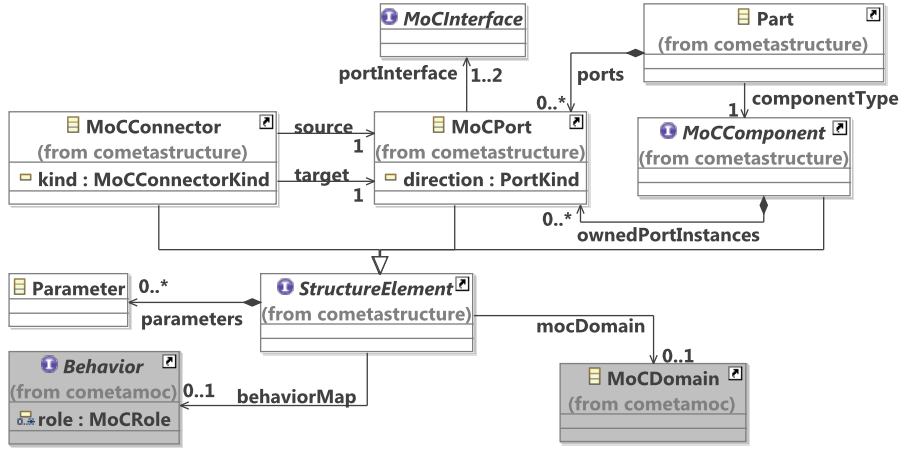 MoCInterface
portInterface
1..2
Part
(from cometastructure)
ports
0..*
componentType
1
MoCConnector
(from cometastructure)
kind : MoCConnectorKind
source
1
target
1
MoCPort
(from cometastructure)
direction : PortKind
MoCComponent
(from cometastructure)
0..*
ownedPortInstances
Parameter
0..*
parameters
StructureElement
(from cometastructure)
mocDomain
0..1
Behavior
(from cometamoc)
0..* role : MoCRole
0..1
behaviorMap
MoCDomain
(from cometamoc)